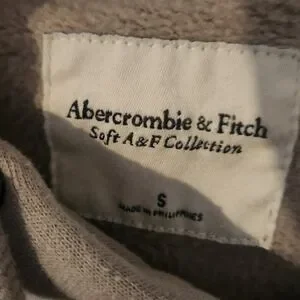 Abercrombie & Fitch
Soft A&F Collection
S
MADE IN PHILIPPINES